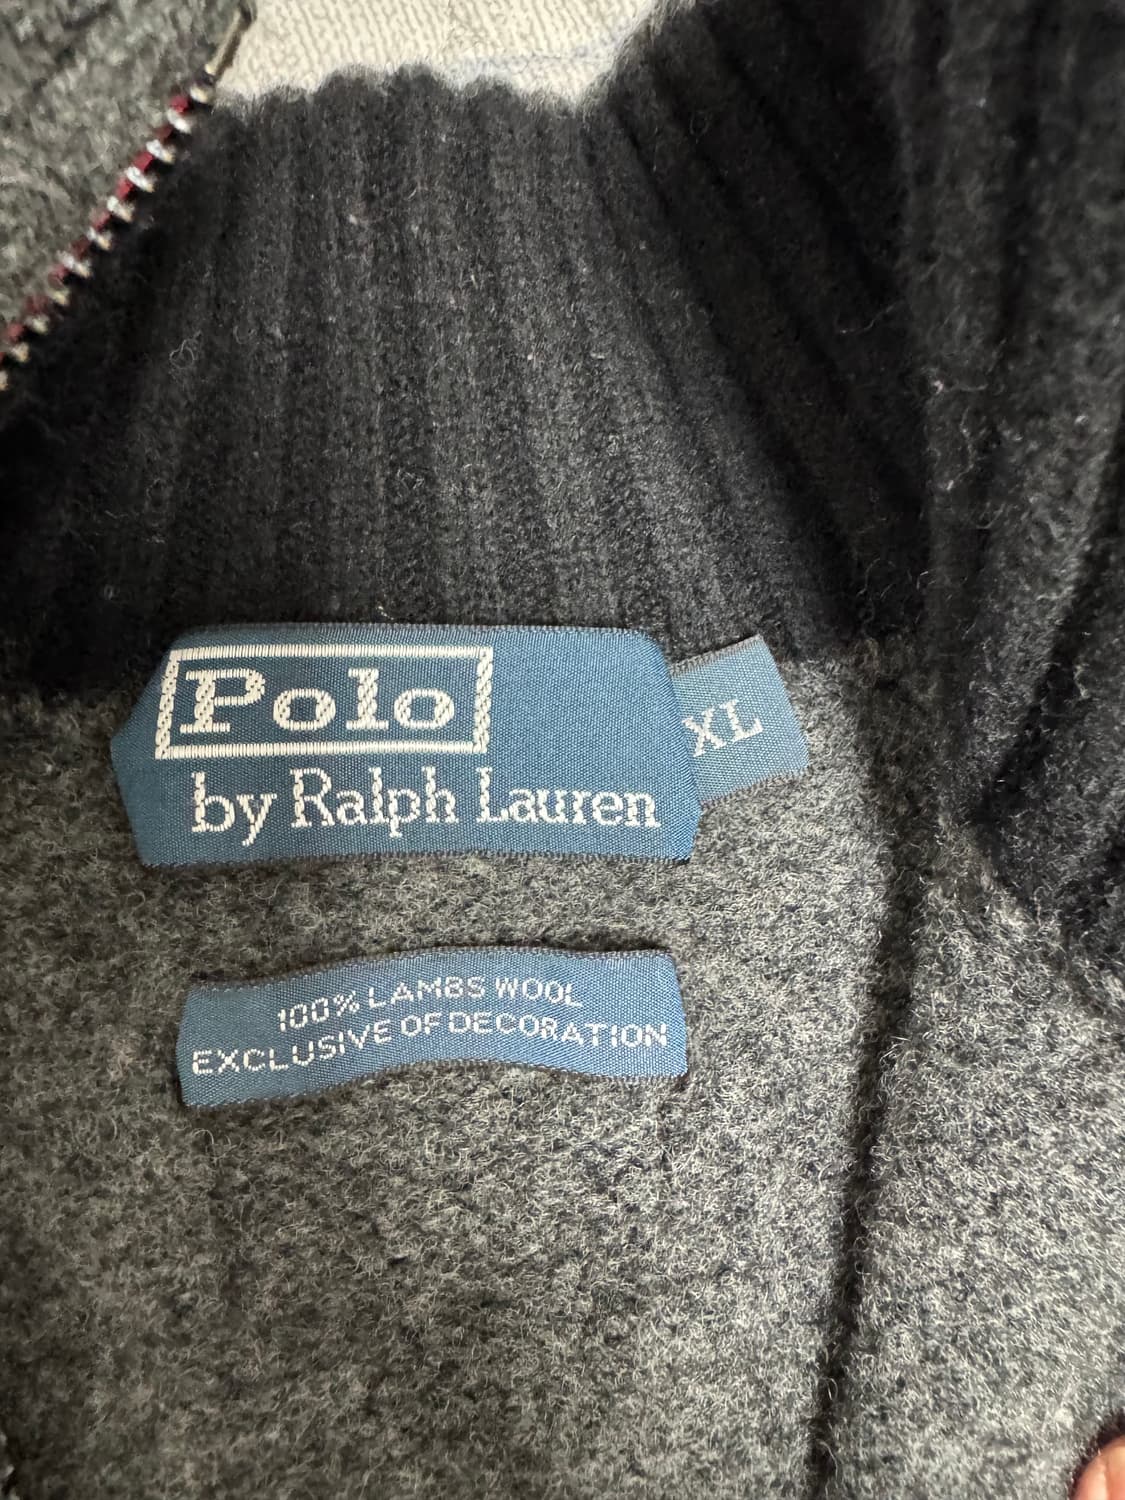 Polo
by Ralph Lauren
XL
100% LAMBS WOOL
EXCLUSIVE OF DECORATION